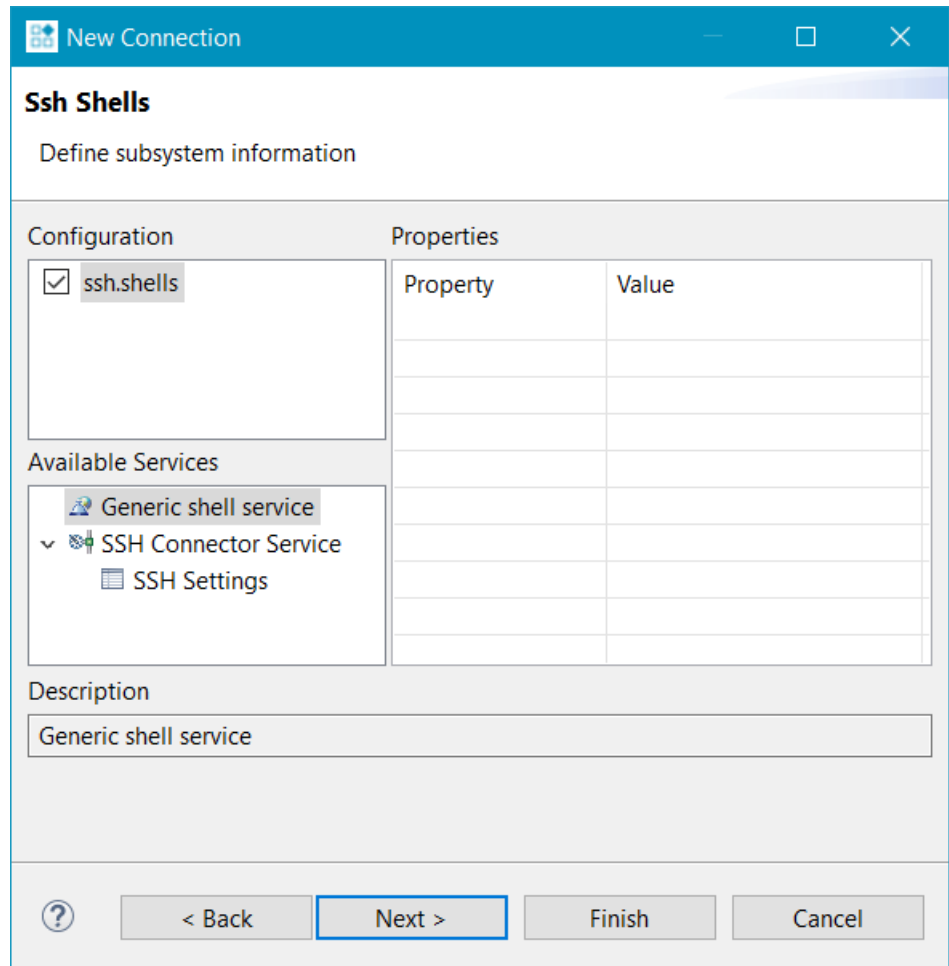 New Connection
Ssh Shells
Define subsystem information
Configuration
Properties
ssh.shells
Property Value
Available Services
Generic shell service
SSH Connector Service
SSH Settings
Description
Generic shell service
? < Back Next > Finish Cancel